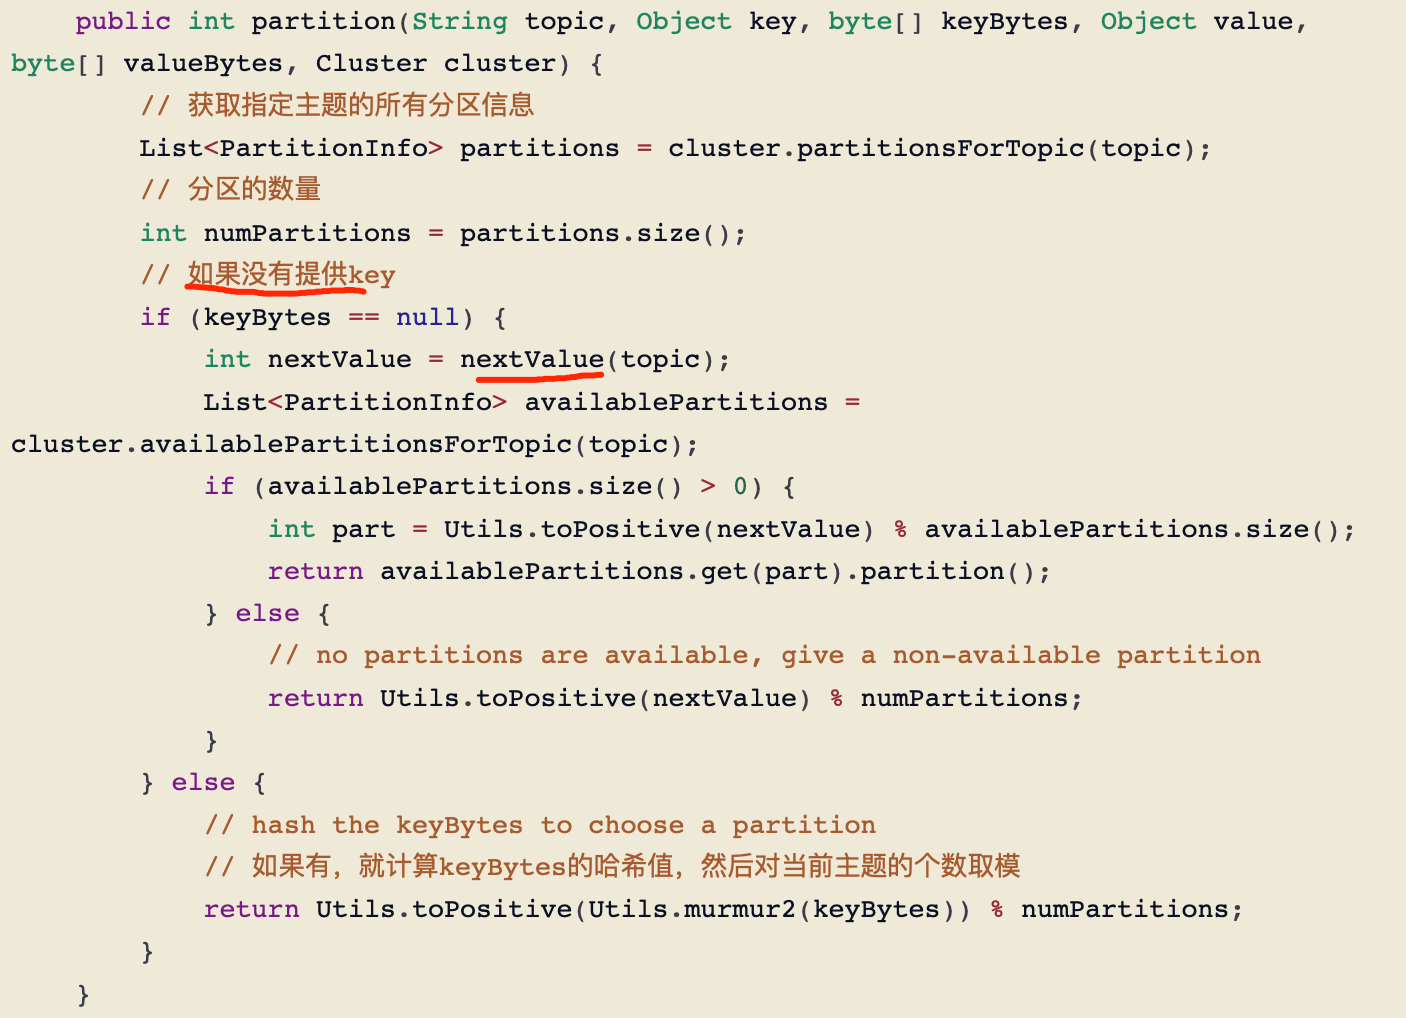 public int partition(String topic, Object key, byte[] keyBytes, Object value,
byte[] valueBytes, Cluster cluster) {
// 获取指定主题的所有分区信息
List<PartitionInfo> partitions = cluster.partitionsForTopic(topic);
// 分区的数量
int numPartitions = partitions.size();
// 如果没有提供key
if (keyBytes == null) {
int nextValue = nextValue(topic);
List<PartitionInfo> availablePartitions =
cluster.availablePartitionsForTopic(topic);
if (availablePartitions.size() > 0) {
int part = Utils.toPositive(nextValue) % availablePartitions.size();
return availablePartitions.get(part).partition();
} else {
// no partitions are available, give a non-available partition
return Utils.toPositive(nextValue) % numPartitions;
}
} else {
// hash the keyBytes to choose a partition
// 如果有，就计算keyBytes的哈希值，然后对当前主题的个数取模
return Utils.toPositive(Utils.murmur2(keyBytes)) % numPartitions;
}
}